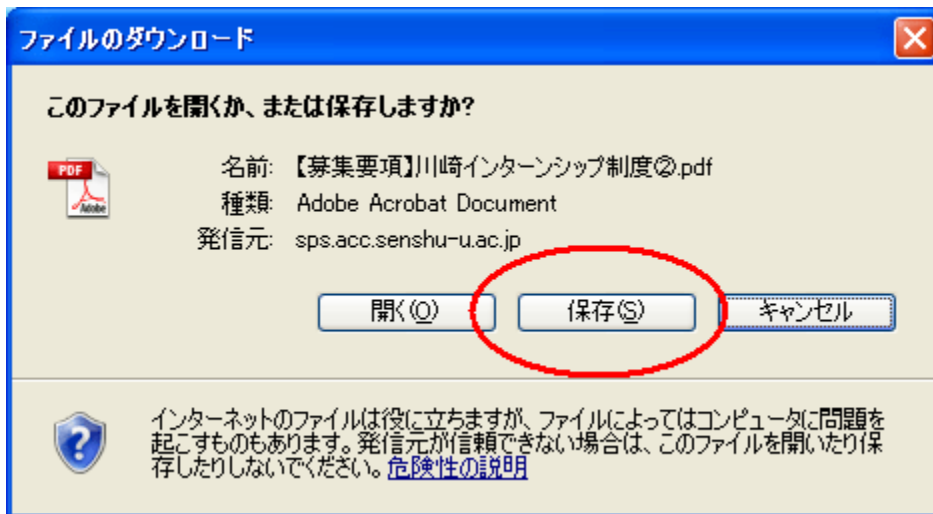 ファイルのダウンロード
このファイルを開くか、または保存しますか?
PDF
Adobe
名前: 【募集要項】川崎インターンシップ制度②.pdf
種類: Adobe Acrobat Document
発信元: sps.acc.senshu-u.ac.jp
開く(O) 保存(S) キャンセル
インターネットのファイルは役に立ちますが、ファイルによってはコンピュータに問題を
起こすものもあります。発信元が信頼できない場合は、このファイルを開いたり保
存したりしないでください。危険性の説明